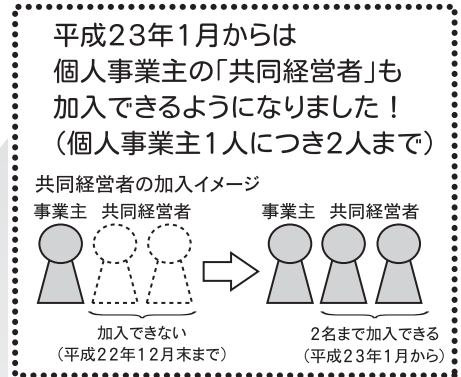 平成23年1月からは
個人事業主の「共同経営者」も
加入できるようになりました！
（個人事業主1人につき2人まで）
共同経営者の加入イメージ
事業主 共同経営者
事業主 共同経営者
加入できない
（平成22年12月末まで）
2名まで加入できる
（平成23年1月から）